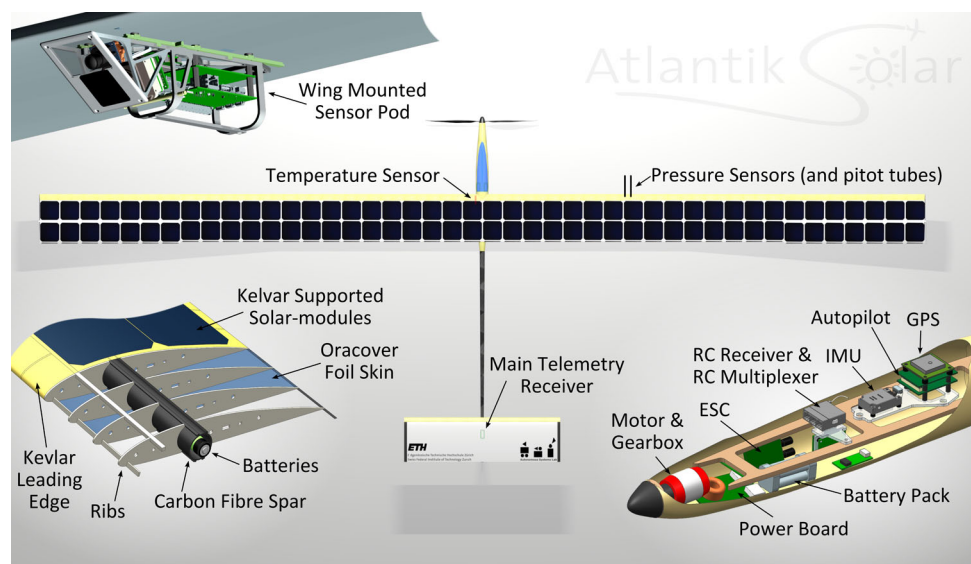 Atlantik Solar
Wing Mounted
Sensor Pod
Temperature Sensor
Pressure Sensors (and pitot tubes)
Kelvar Supported
Solar-modules
Oracover
Foil Skin
Kevlar
Leading
Edge
Ribs
Carbon Fibre Spar
Batteries
Main Telemetry
Receiver
ETH
Autopilot
GPS
RC Receiver &
RC Multiplexer
IMU
Motor &
Gearbox
ESC
Battery Pack
Power Board